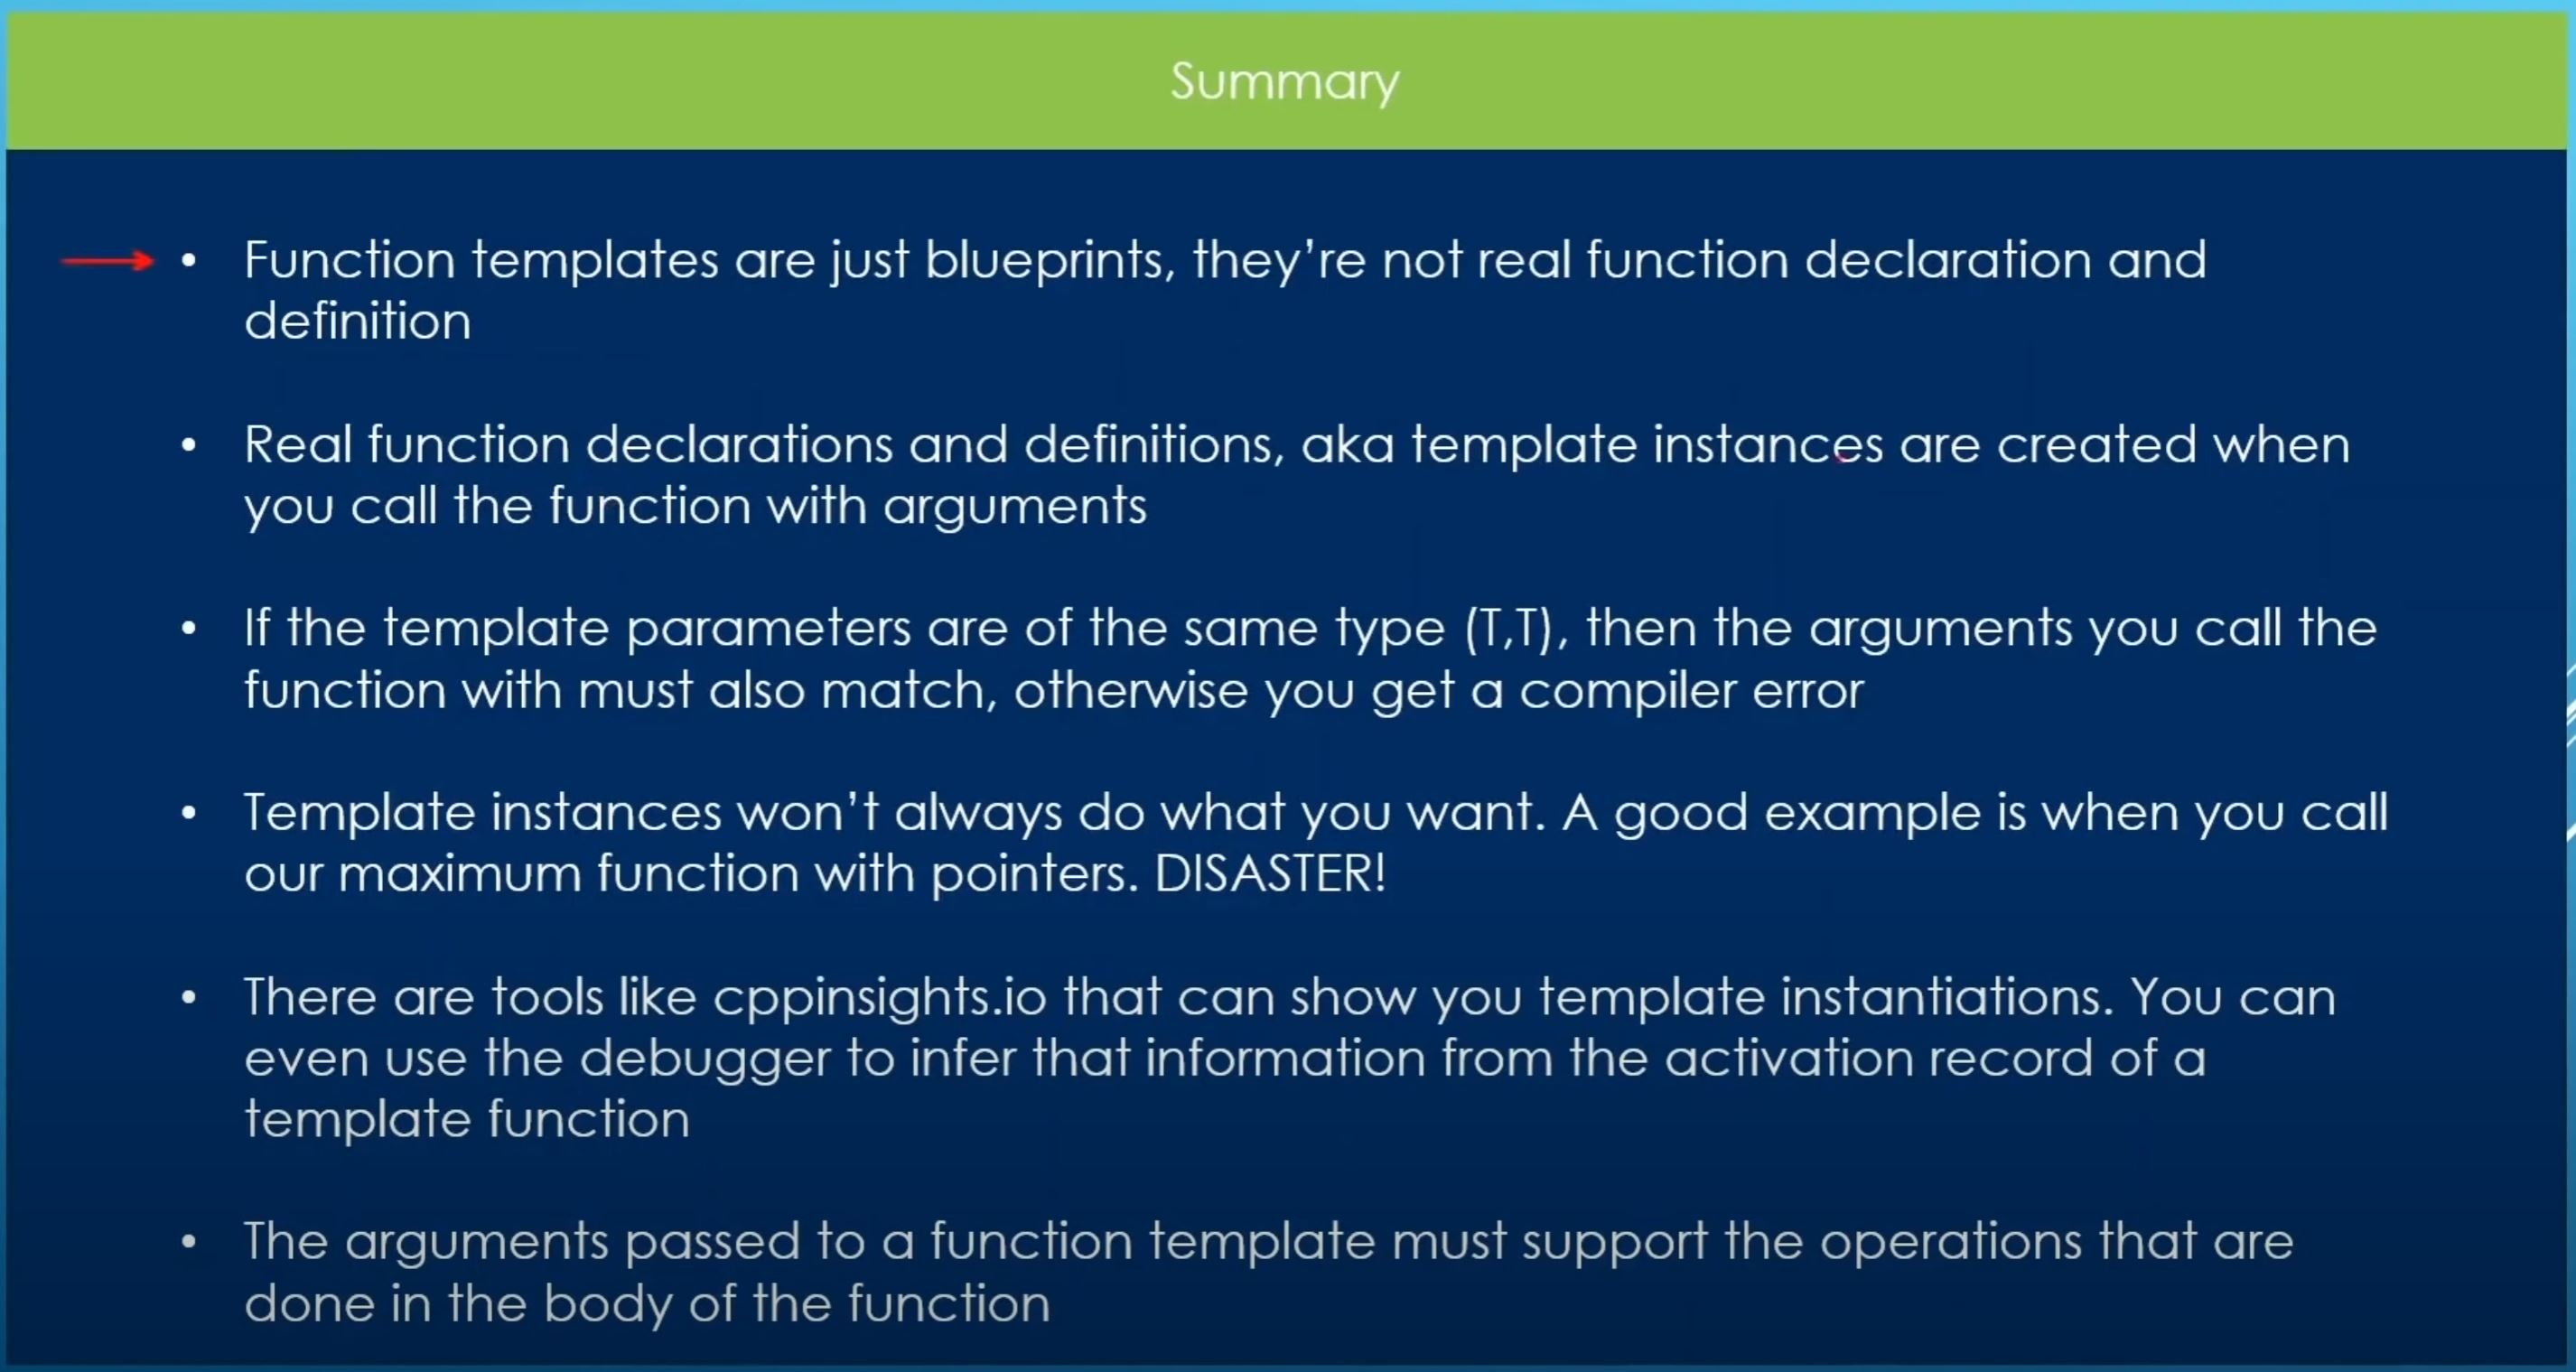 Summary
• Function templates are just blueprints, they’re not real function declaration and
definition
• Real function declarations and definitions, aka template instances are created when
you call the function with arguments
• If the template parameters are of the same type (T,T), then the arguments you call the
function with must also match, otherwise you get a compiler error
• Template instances won’t always do what you want. A good example is when you call
our maximum function with pointers. DISASTER!
• There are tools like cppinsights.io that can show you template instantiations. You can
even use the debugger to infer that information from the activation record of a
template function
• The arguments passed to a function template must support the operations that are
done in the body of the function